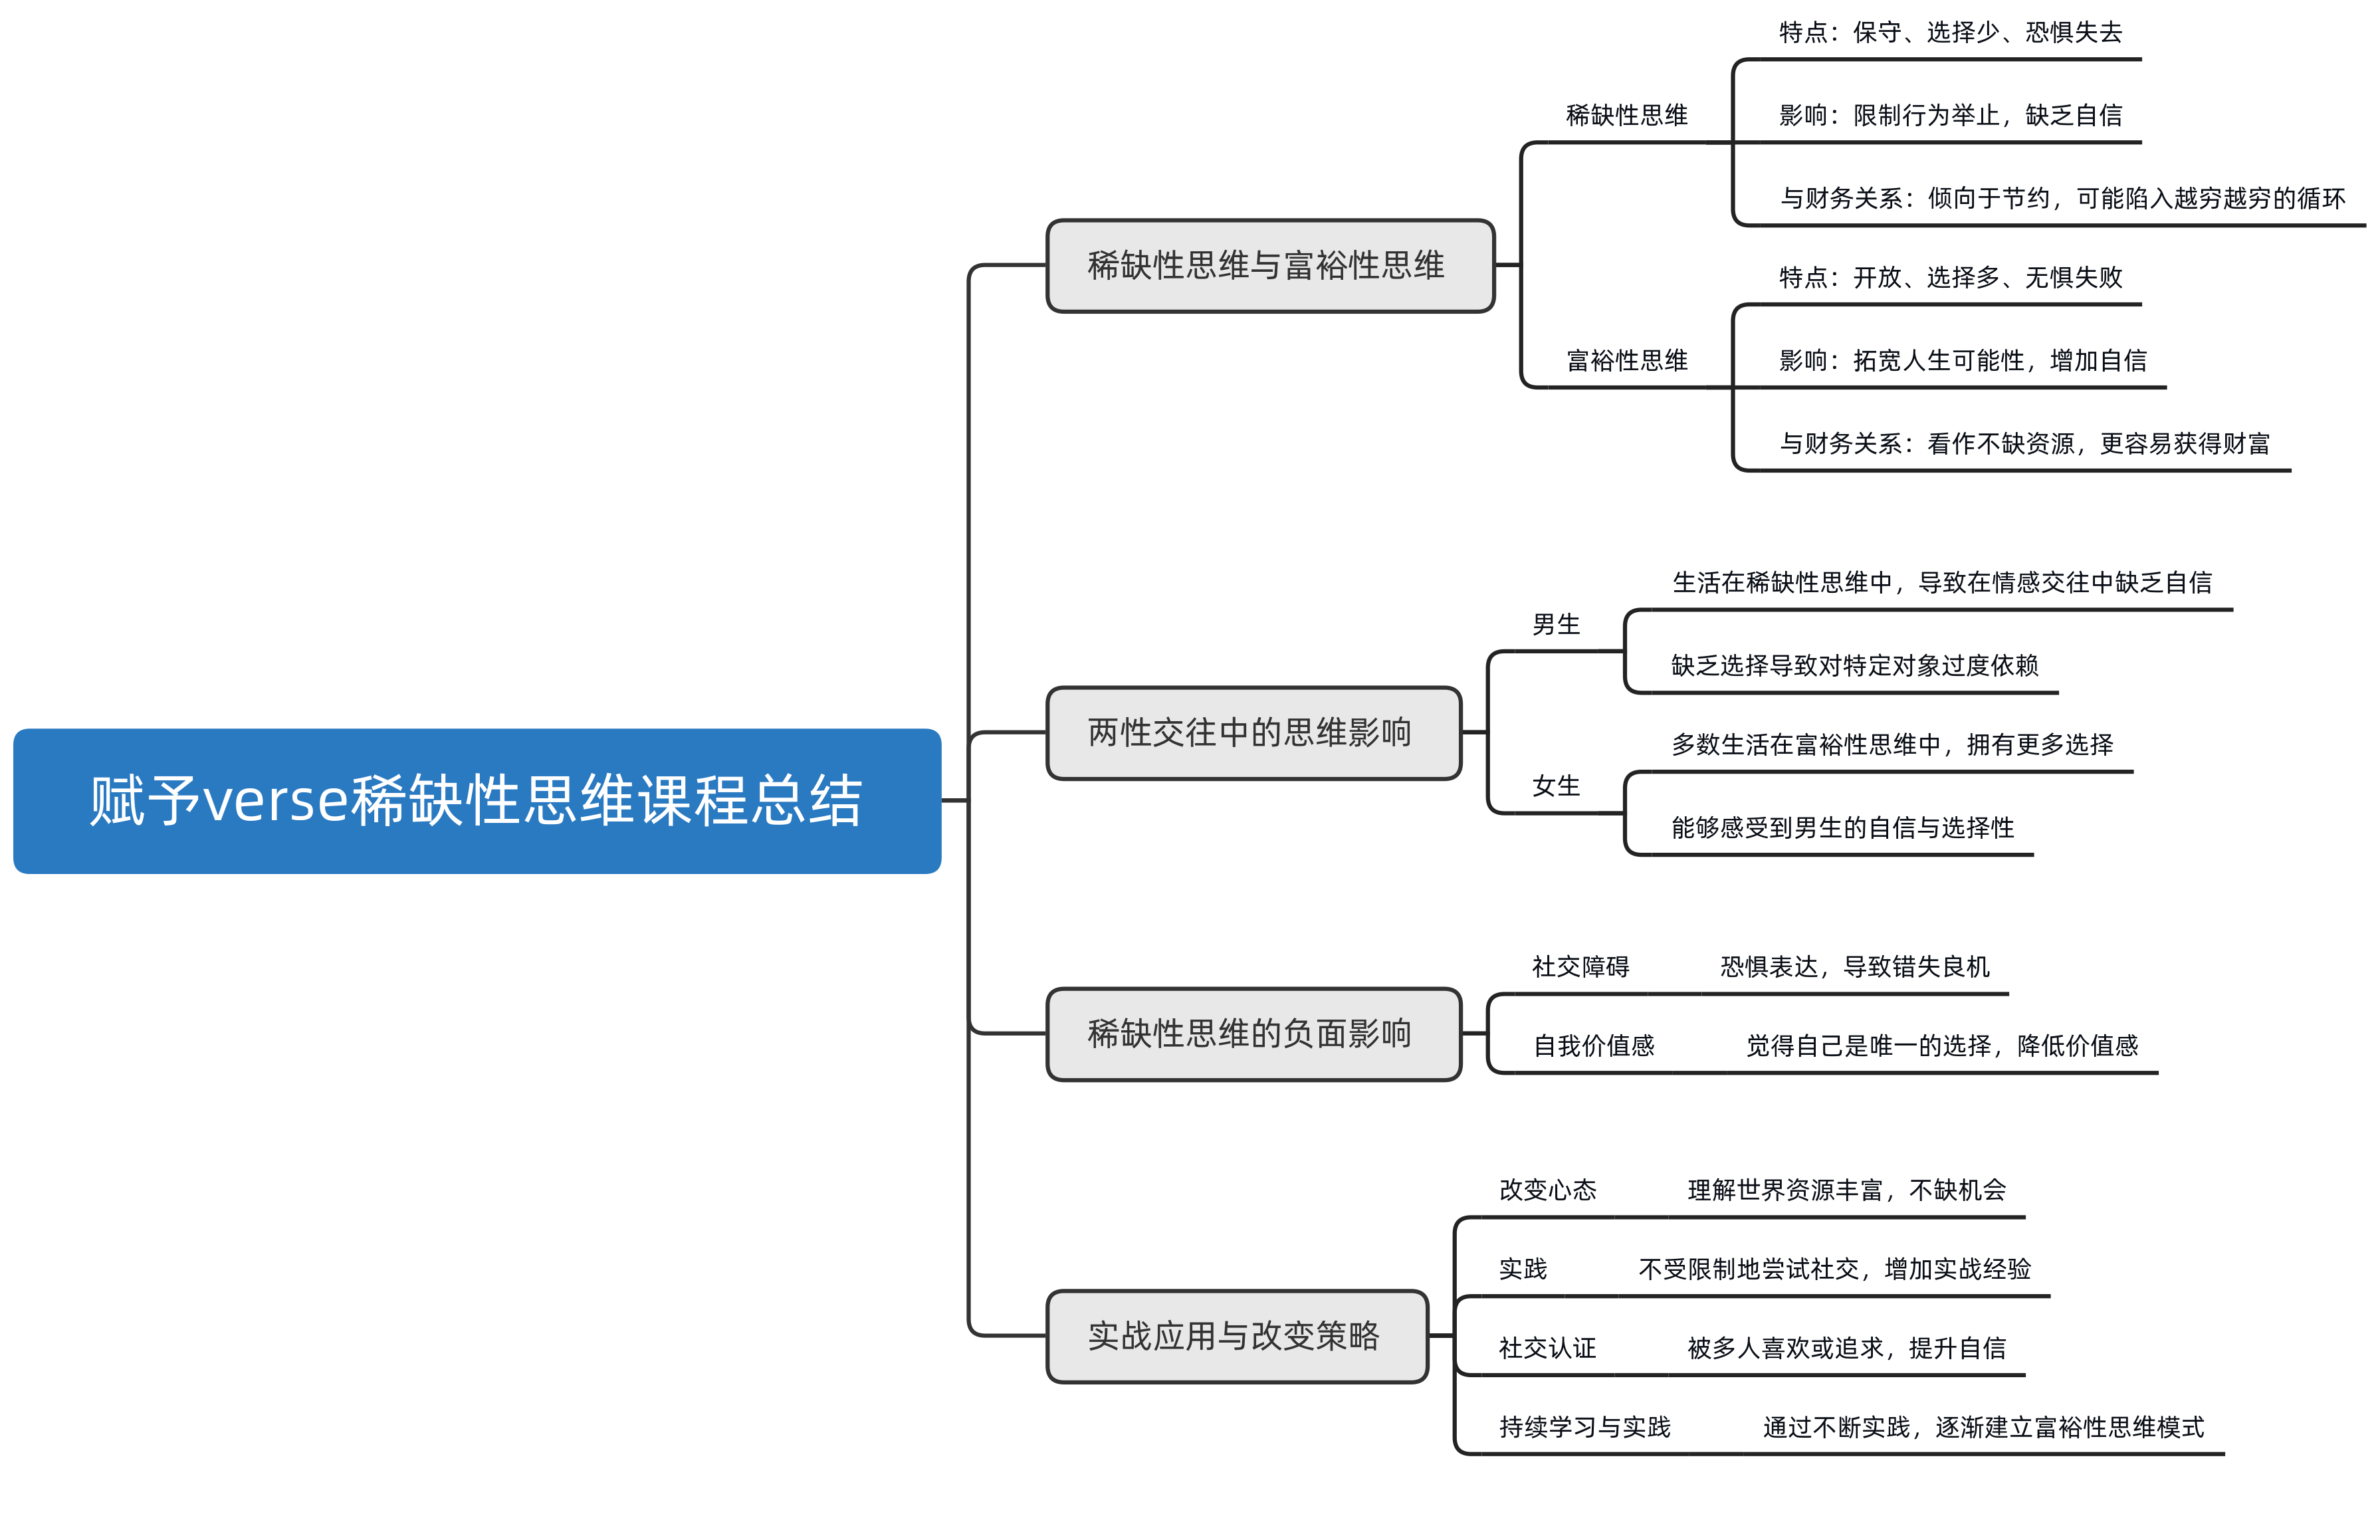 赋予verse稀缺性思维课程总结
稀缺性思维与富裕性思维
稀缺性思维
特点：保守、选择少、恐惧失去
影响：限制行为举止，缺乏自信
与财务关系：倾向于节约，可能陷入越穷越穷的循环
富裕性思维
特点：开放、选择多、无惧失败
影响：拓宽人生可能性，增加自信
与财务关系：看作不缺资源，更容易获得财富
两性交往中的思维影响
男生
生活在稀缺性思维中，导致在情感交往中缺乏自信
缺乏选择导致对特定对象过度依赖
女生
多数生活在富裕性思维中，拥有更多选择
能够感受到男生的自信与选择性
稀缺性思维的负面影响
社交障碍
恐惧表达，导致错失良机
自我价值感
觉得自己是唯一的选择，降低价值感
实战应用与改变策略
改变心态
理解世界资源丰富，不缺机会
实践
不受限制地尝试社交，增加实战经验
社交认证
被多人喜欢或追求，提升自信
持续学习与实践
通过不断实践，逐渐建立富裕性思维模式